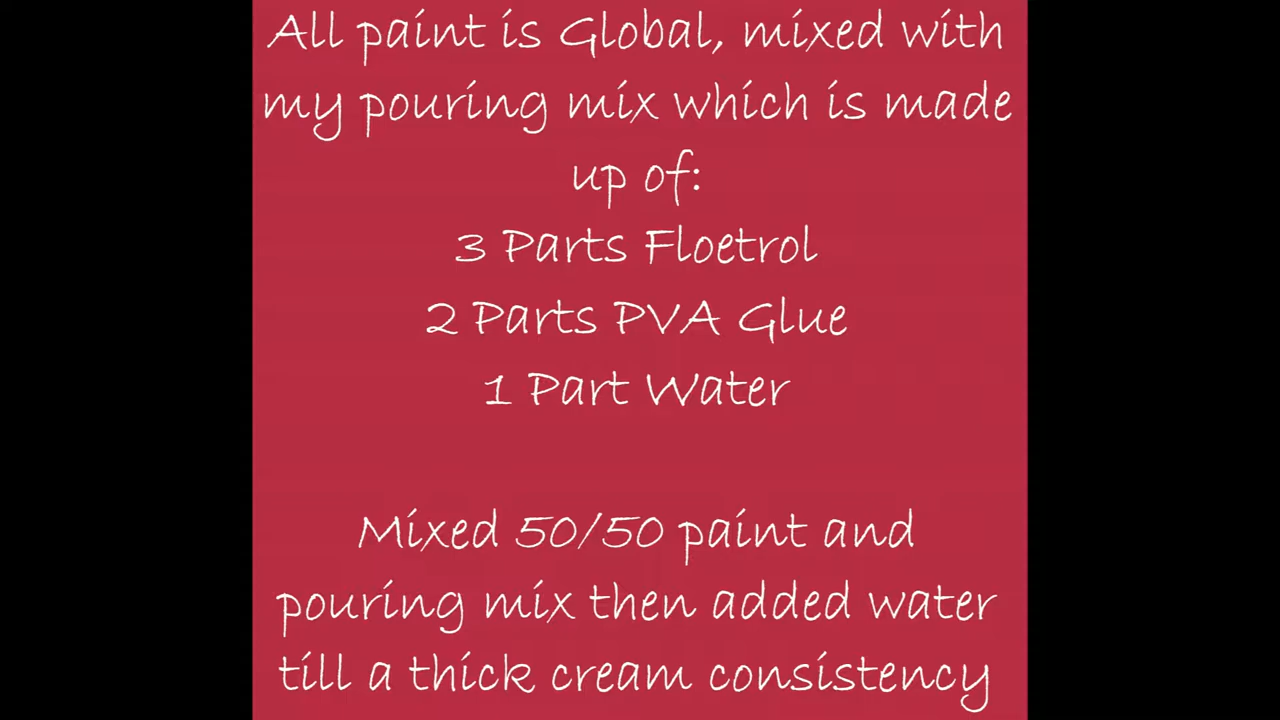 All paint is Global, mixed with
my pouring mix which is made
up of:
3 Parts Floetrol
2 Parts PVA Glue
1 Part Water
Mixed 50/50 paint and
pouring mix then added water
till a thick cream consistency